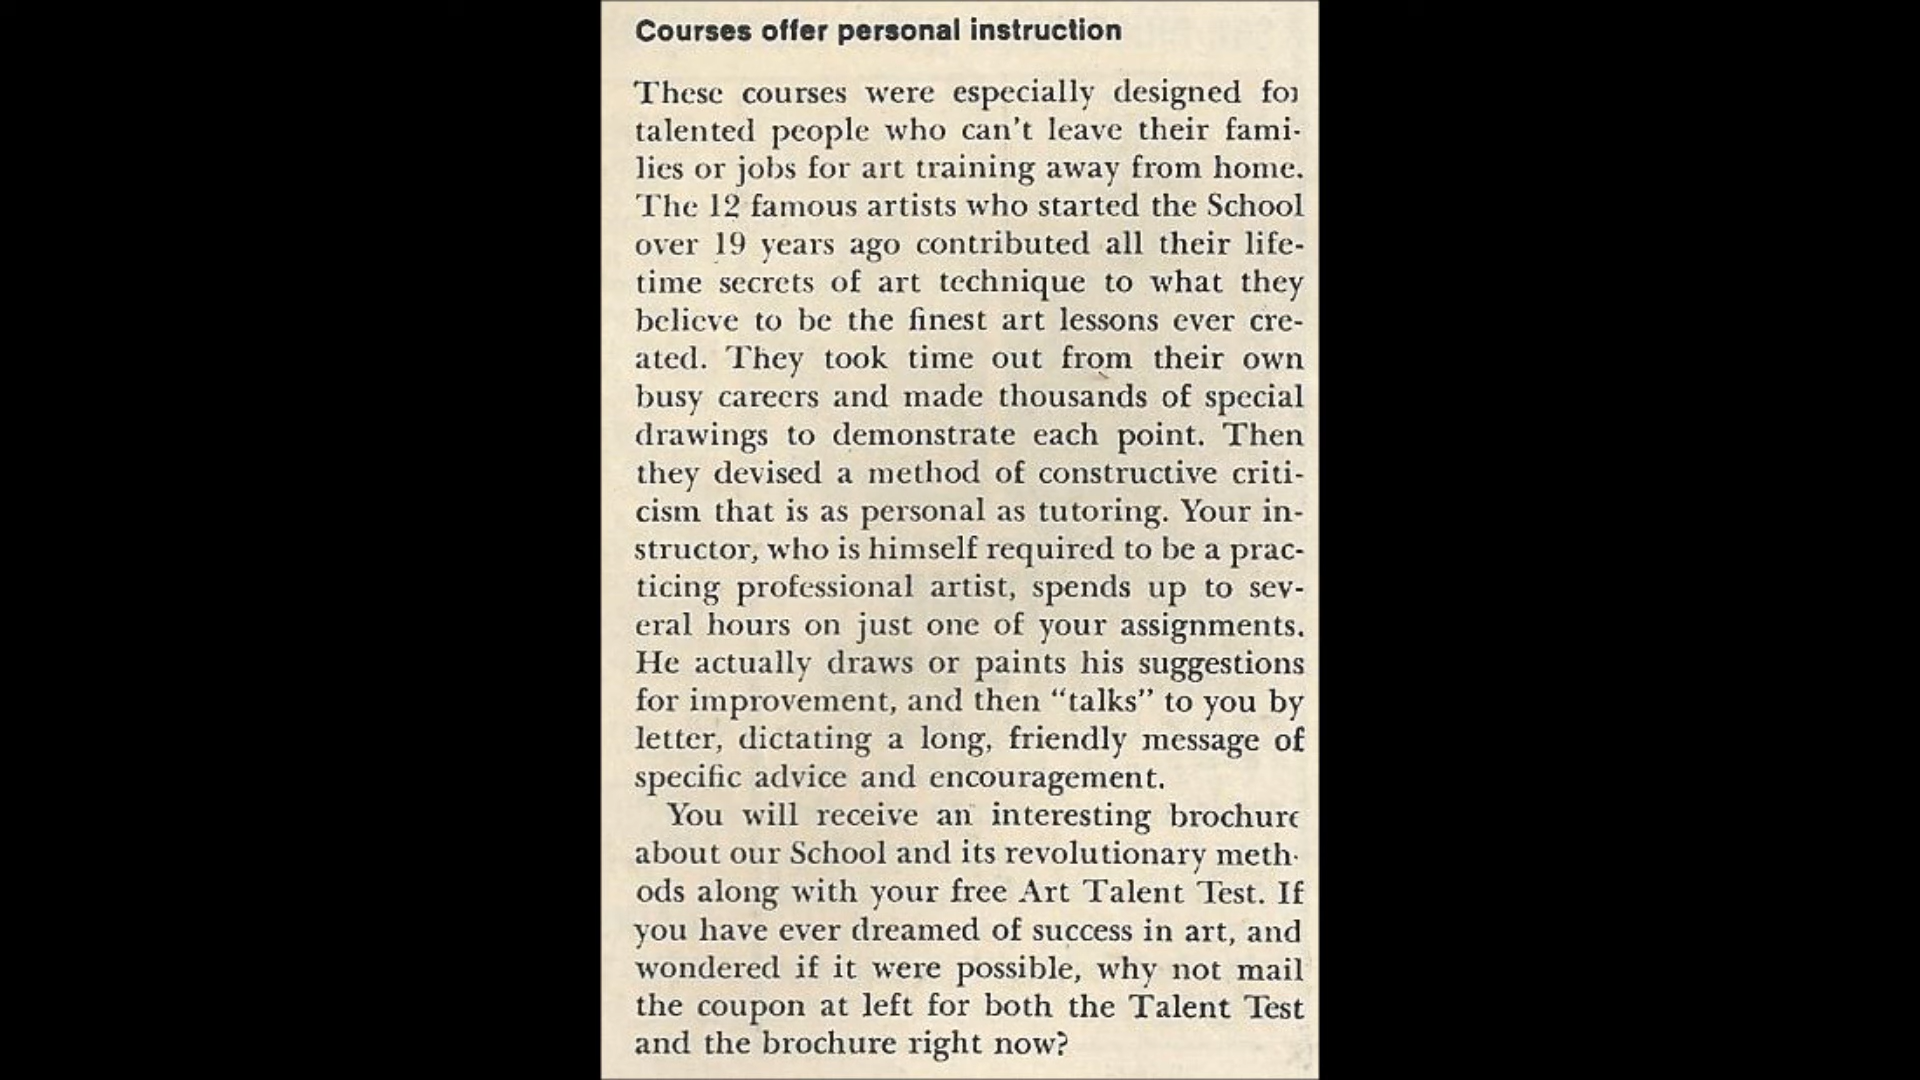 Courses offer personal instruction
These courses were especially designed for
talented people who can't leave their fami-
lies or jobs for art training away from home.
The 12 famous artists who started the School
over 19 years ago contributed all their life-
time secrets of art technique to what they
believe to be the finest art lessons ever cre-
ated. They took time out from their own
busy careers and made thousands of special
drawings to demonstrate each point. Then
they devised a method of constructive criti-
cism that is as personal as tutoring. Your in-
structor, who is himself required to be a prac-
ticing professional artist, spends up to sev-
eral hours on just one of your assignments.
He actually draws or paints his suggestions
for improvement, and then “talks” to you by
letter, dictating a long, friendly message of
specific advice and encouragement.
You will receive an interesting brochure
about our School and its revolutionary meth-
ods along with your free Art Talent Test. If
you have ever dreamed of success in art, and
wondered if it were possible, why not mail
the coupon at left for both the Talent Test
and the brochure right now?